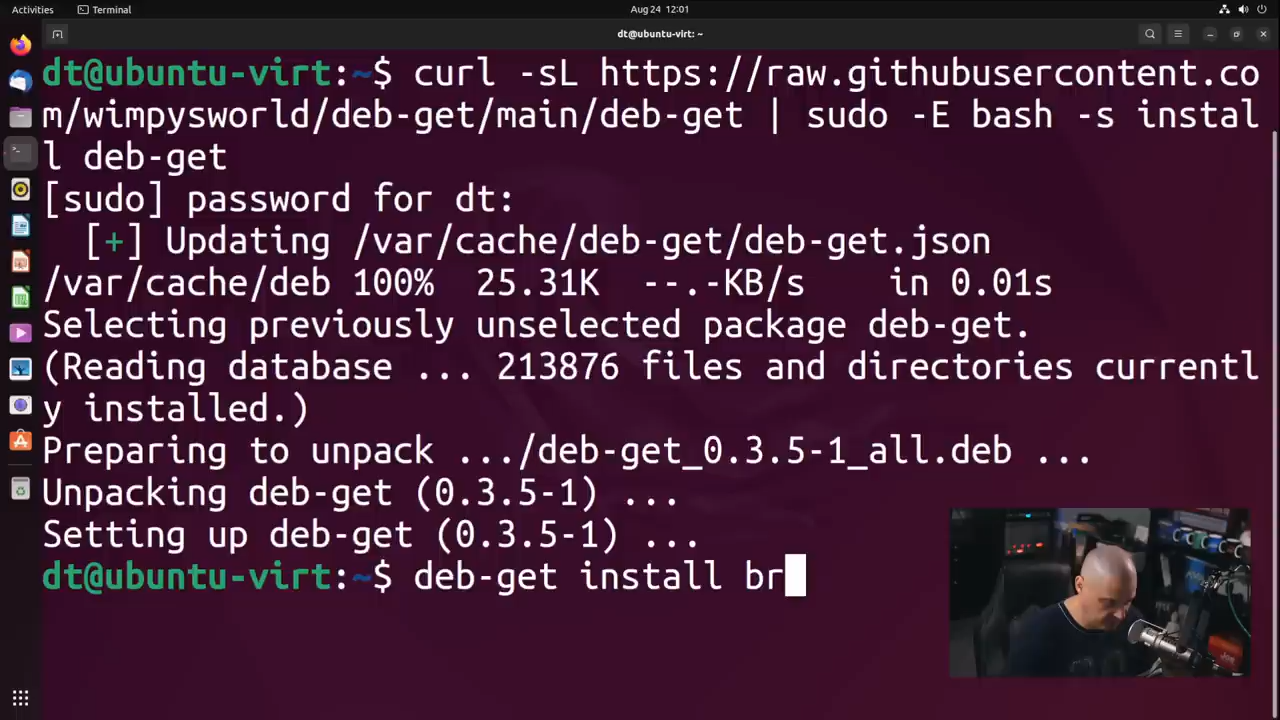 Activities
Terminal
Aug 24 12:01
dt@ubuntu-virt: ~
dt@ubuntu-virt:~$ curl -sL https://raw.githubusercontent.co
m/wimpysworld/deb-get/main/deb-get | sudo -E bash -s instal
l deb-get
[sudo] password for dt:
[+] Updating /var/cache/deb-get/deb-get.json
/var/cache/deb 100% 25.31K --.-KB/s in 0.01s
Selecting previously unselected package deb-get.
(Reading database ... 213876 files and directories currentl
y installed.)
Preparing to unpack .../deb-get_0.3.5-1_all.deb ...
Unpacking deb-get (0.3.5-1) ...
Setting up deb-get (0.3.5-1) ...
dt@ubuntu-virt:~$ deb-get install br